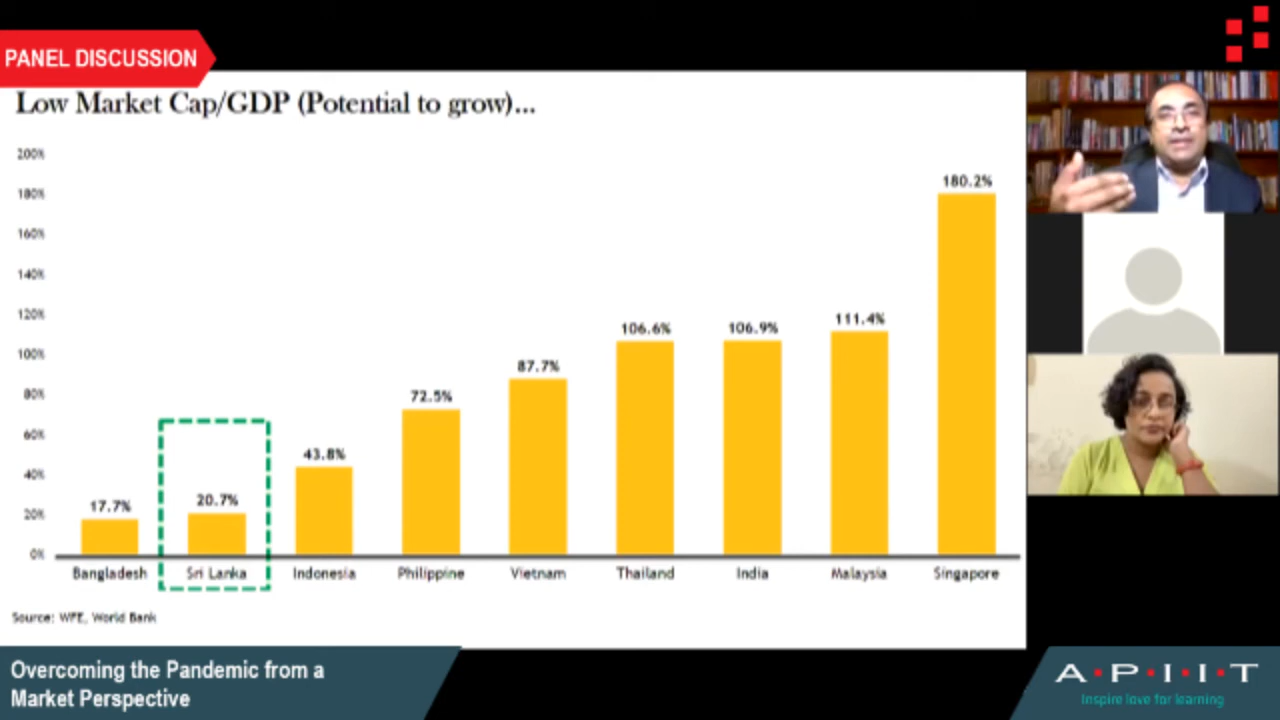 PANEL DISCUSSION
Low Market Cap/GDP (Potential to grow)...
200%
180%
160%
140%
120%
100%
80%
60%
40%
20%
0%
17.7%
20.7%
43.8%
72.5%
87.7%
106.6%
106.9%
111.4%
180.2%
Bangladesh
Sri Lanka
Indonesia
Philippine
Vietnam
Thailand
India
Malaysia
Singapore
Source: WFE, World Bank
Overcoming the Pandemic from a
Market Perspective
A·P·I·I·T
Inspire love for learning